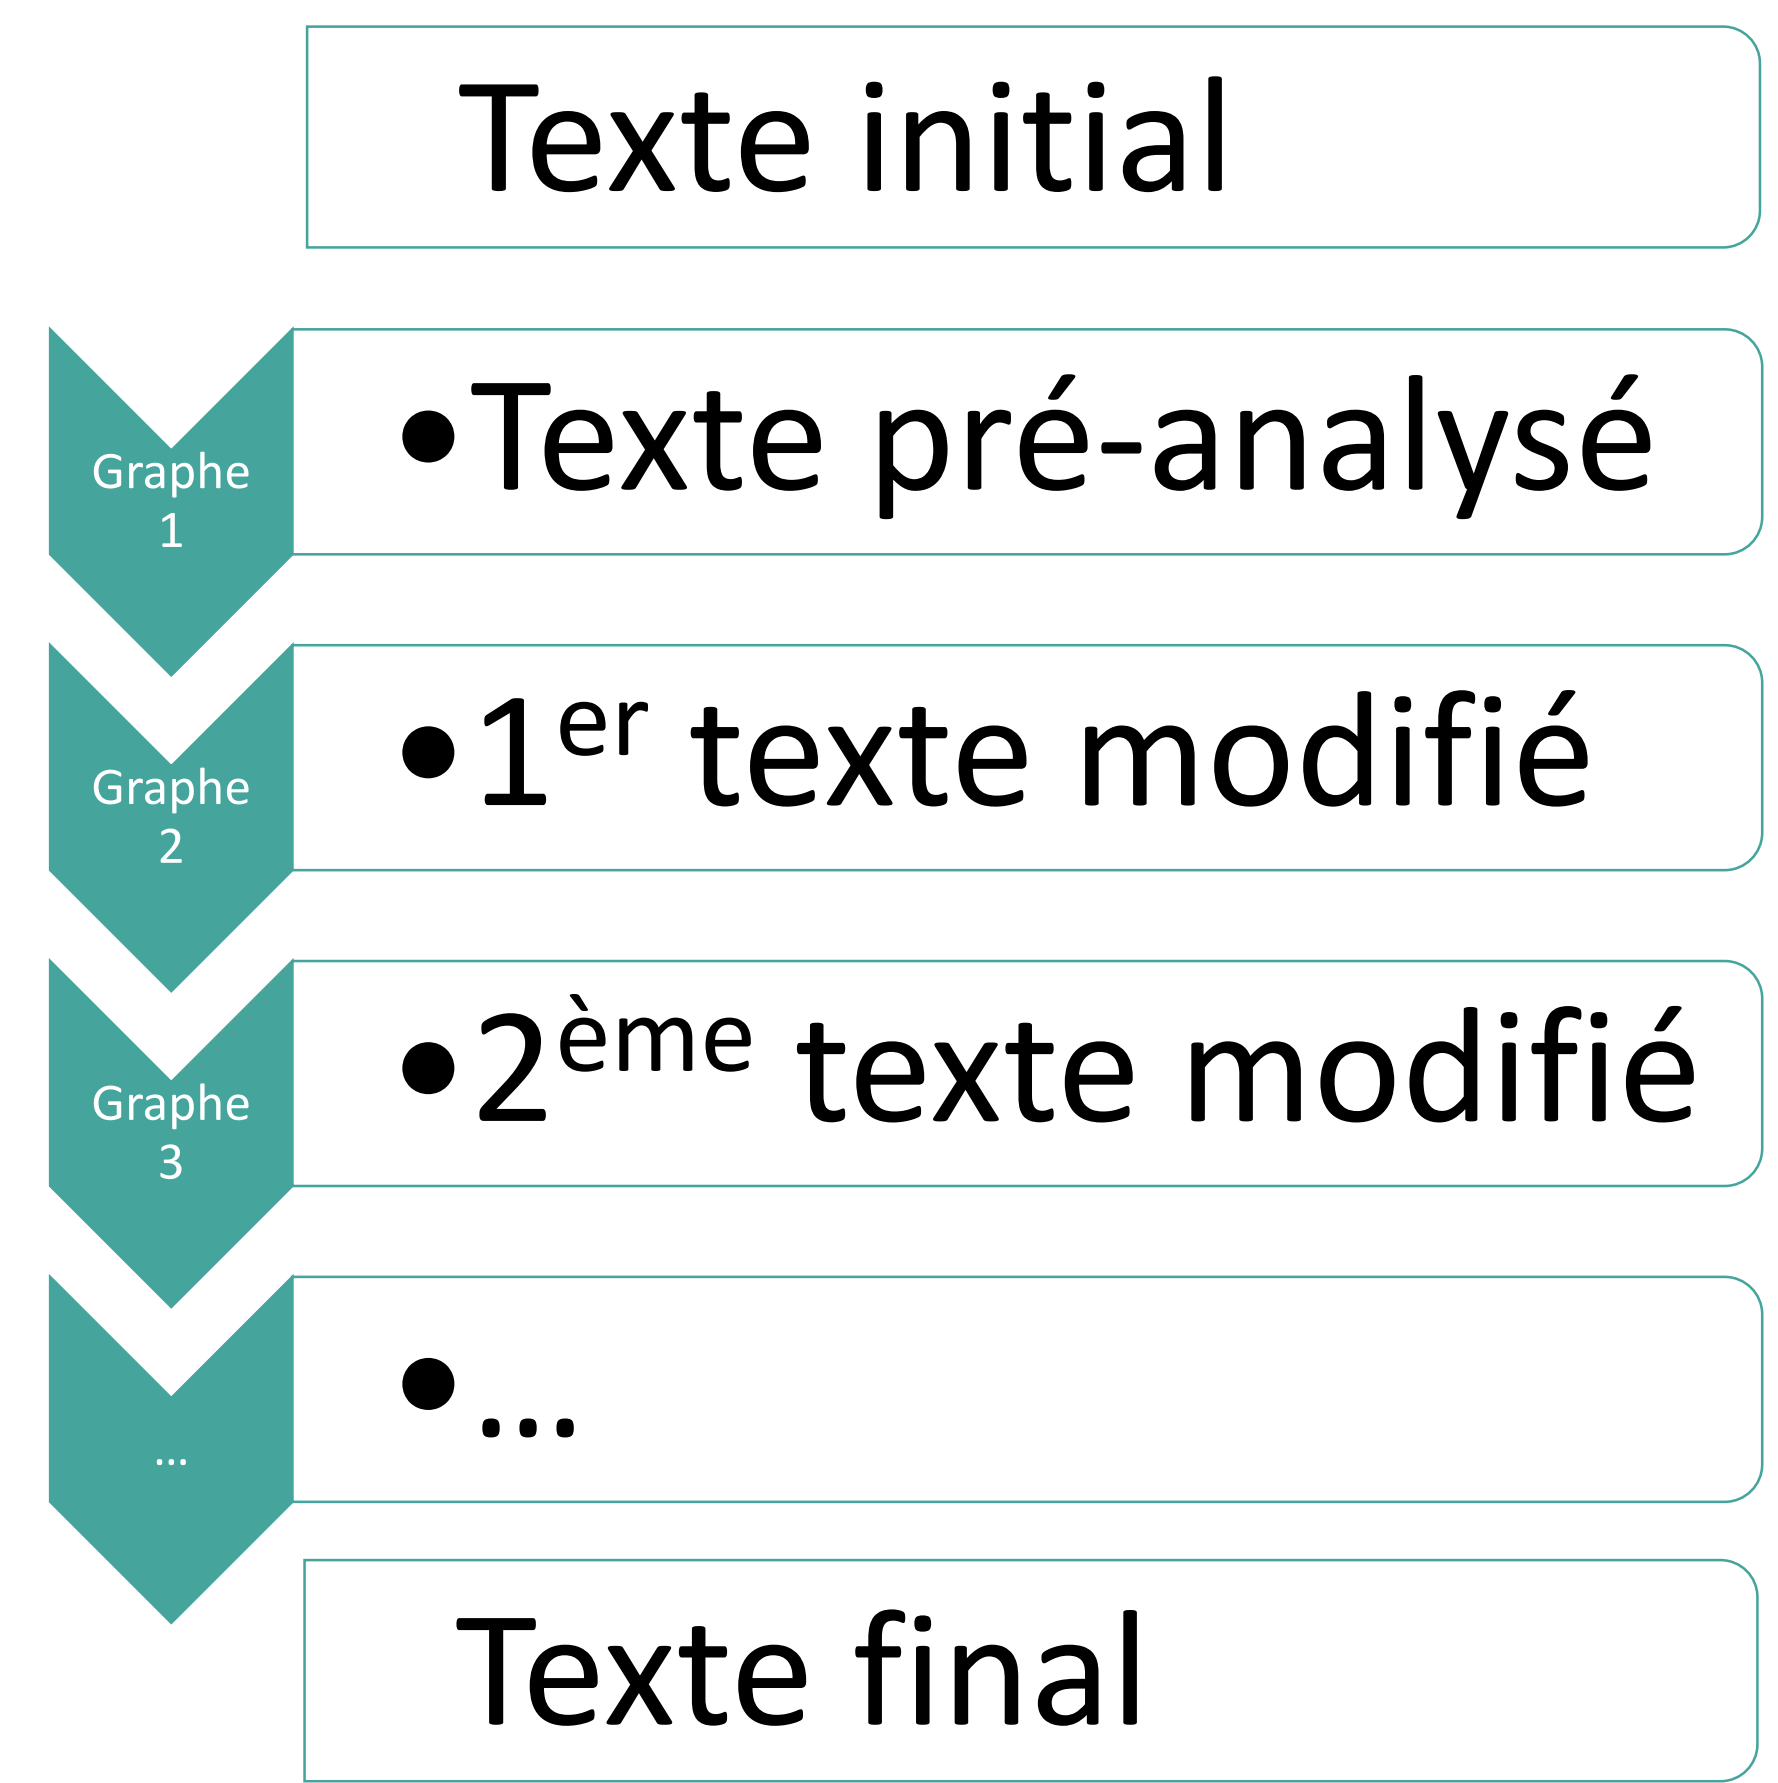 Texte initial
Graphe
1
•Texte pré-analysé
Graphe
2
•1er texte modifié
Graphe
3
•2ème texte modifié
...
•...
Texte final